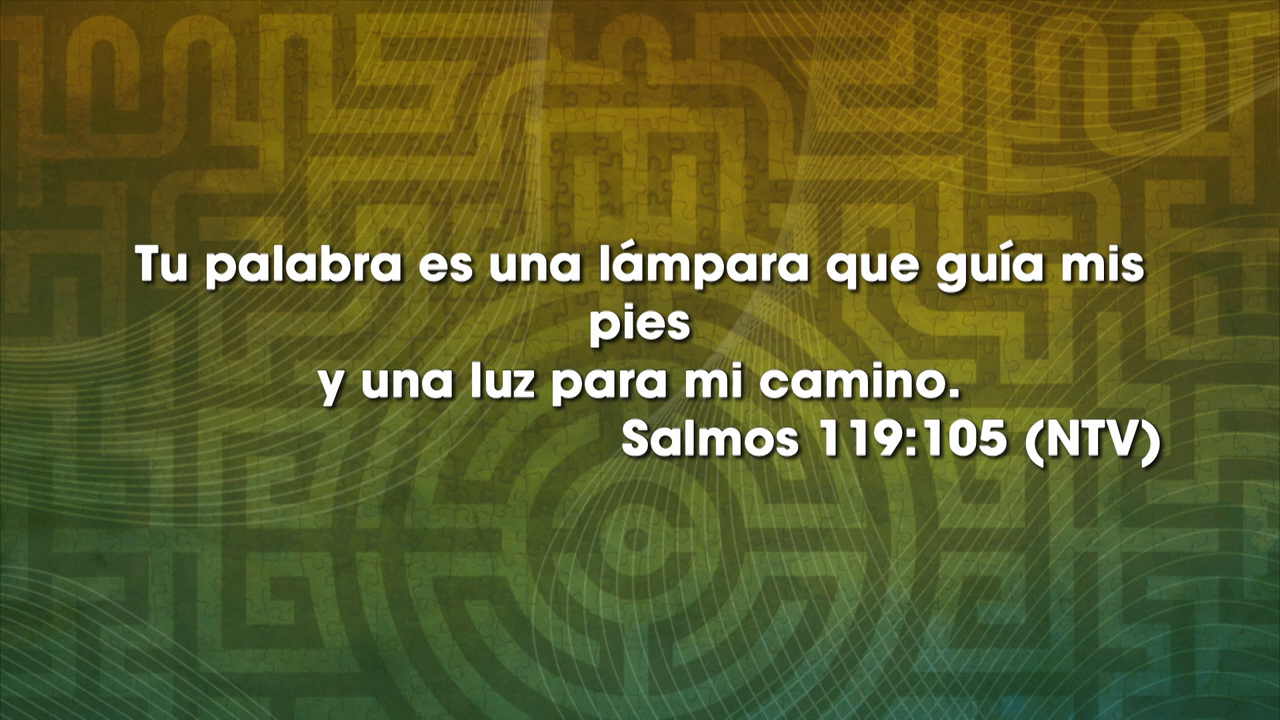 Tu palabra es una lámpara que guía mis
pies
y una luz para mi camino.
Salmos 119:105 (NTV)